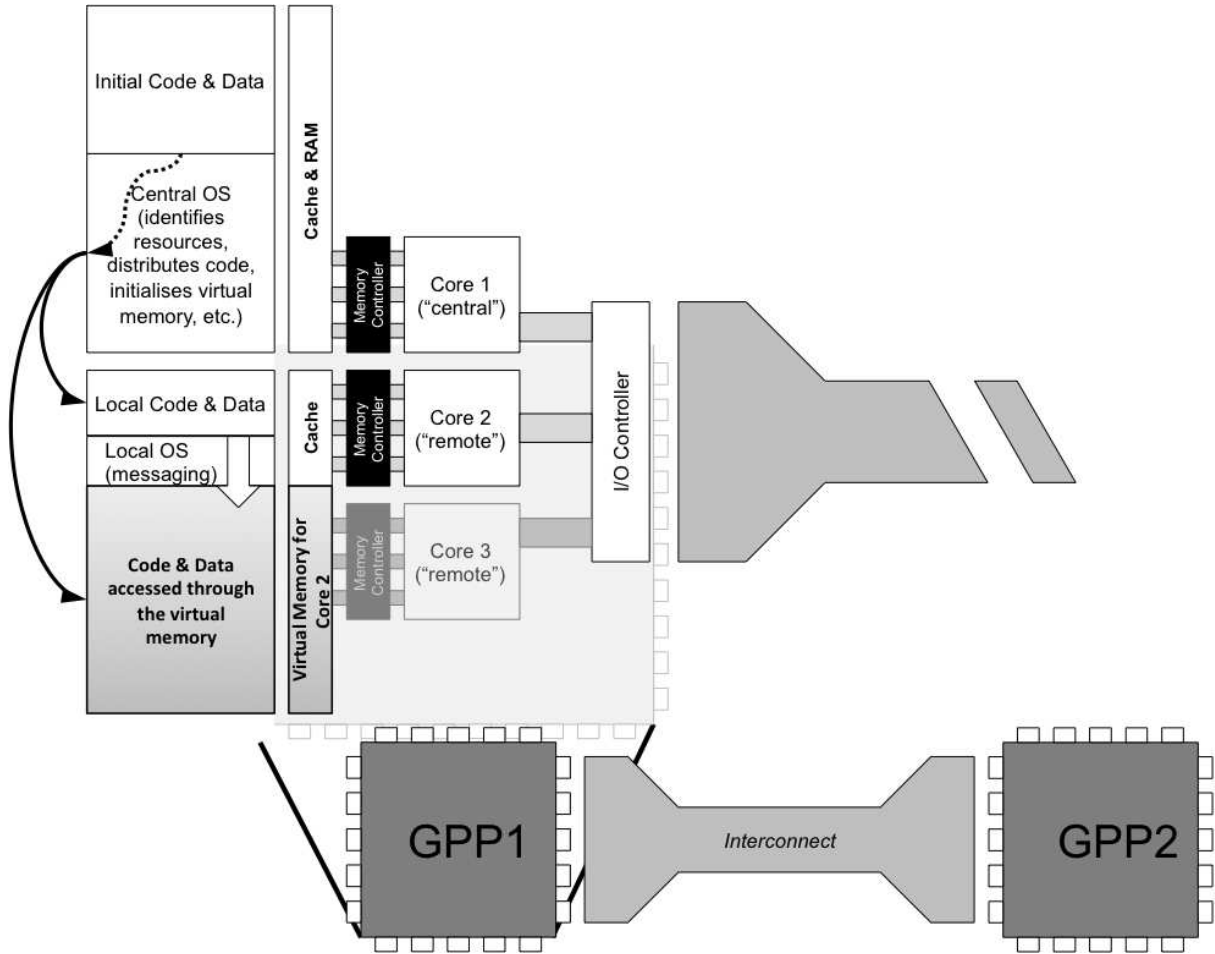 Initial Code & Data
Central OS
(identifies
resources,
distributes code,
initialises virtual
memory, etc.)
Cache & RAM
Memory
Controller
Core 1
(“central”)
Local Code & Data
Local OS
(messaging)
Cache
Memory
Controller
Core 2
(“remote”)
I/O Controller
Code & Data
accessed through
the virtual
memory
Virtual Memory for
Core 2
Memory
Controller
Core 3
(“remote”)
GPP1
Interconnect
GPP2